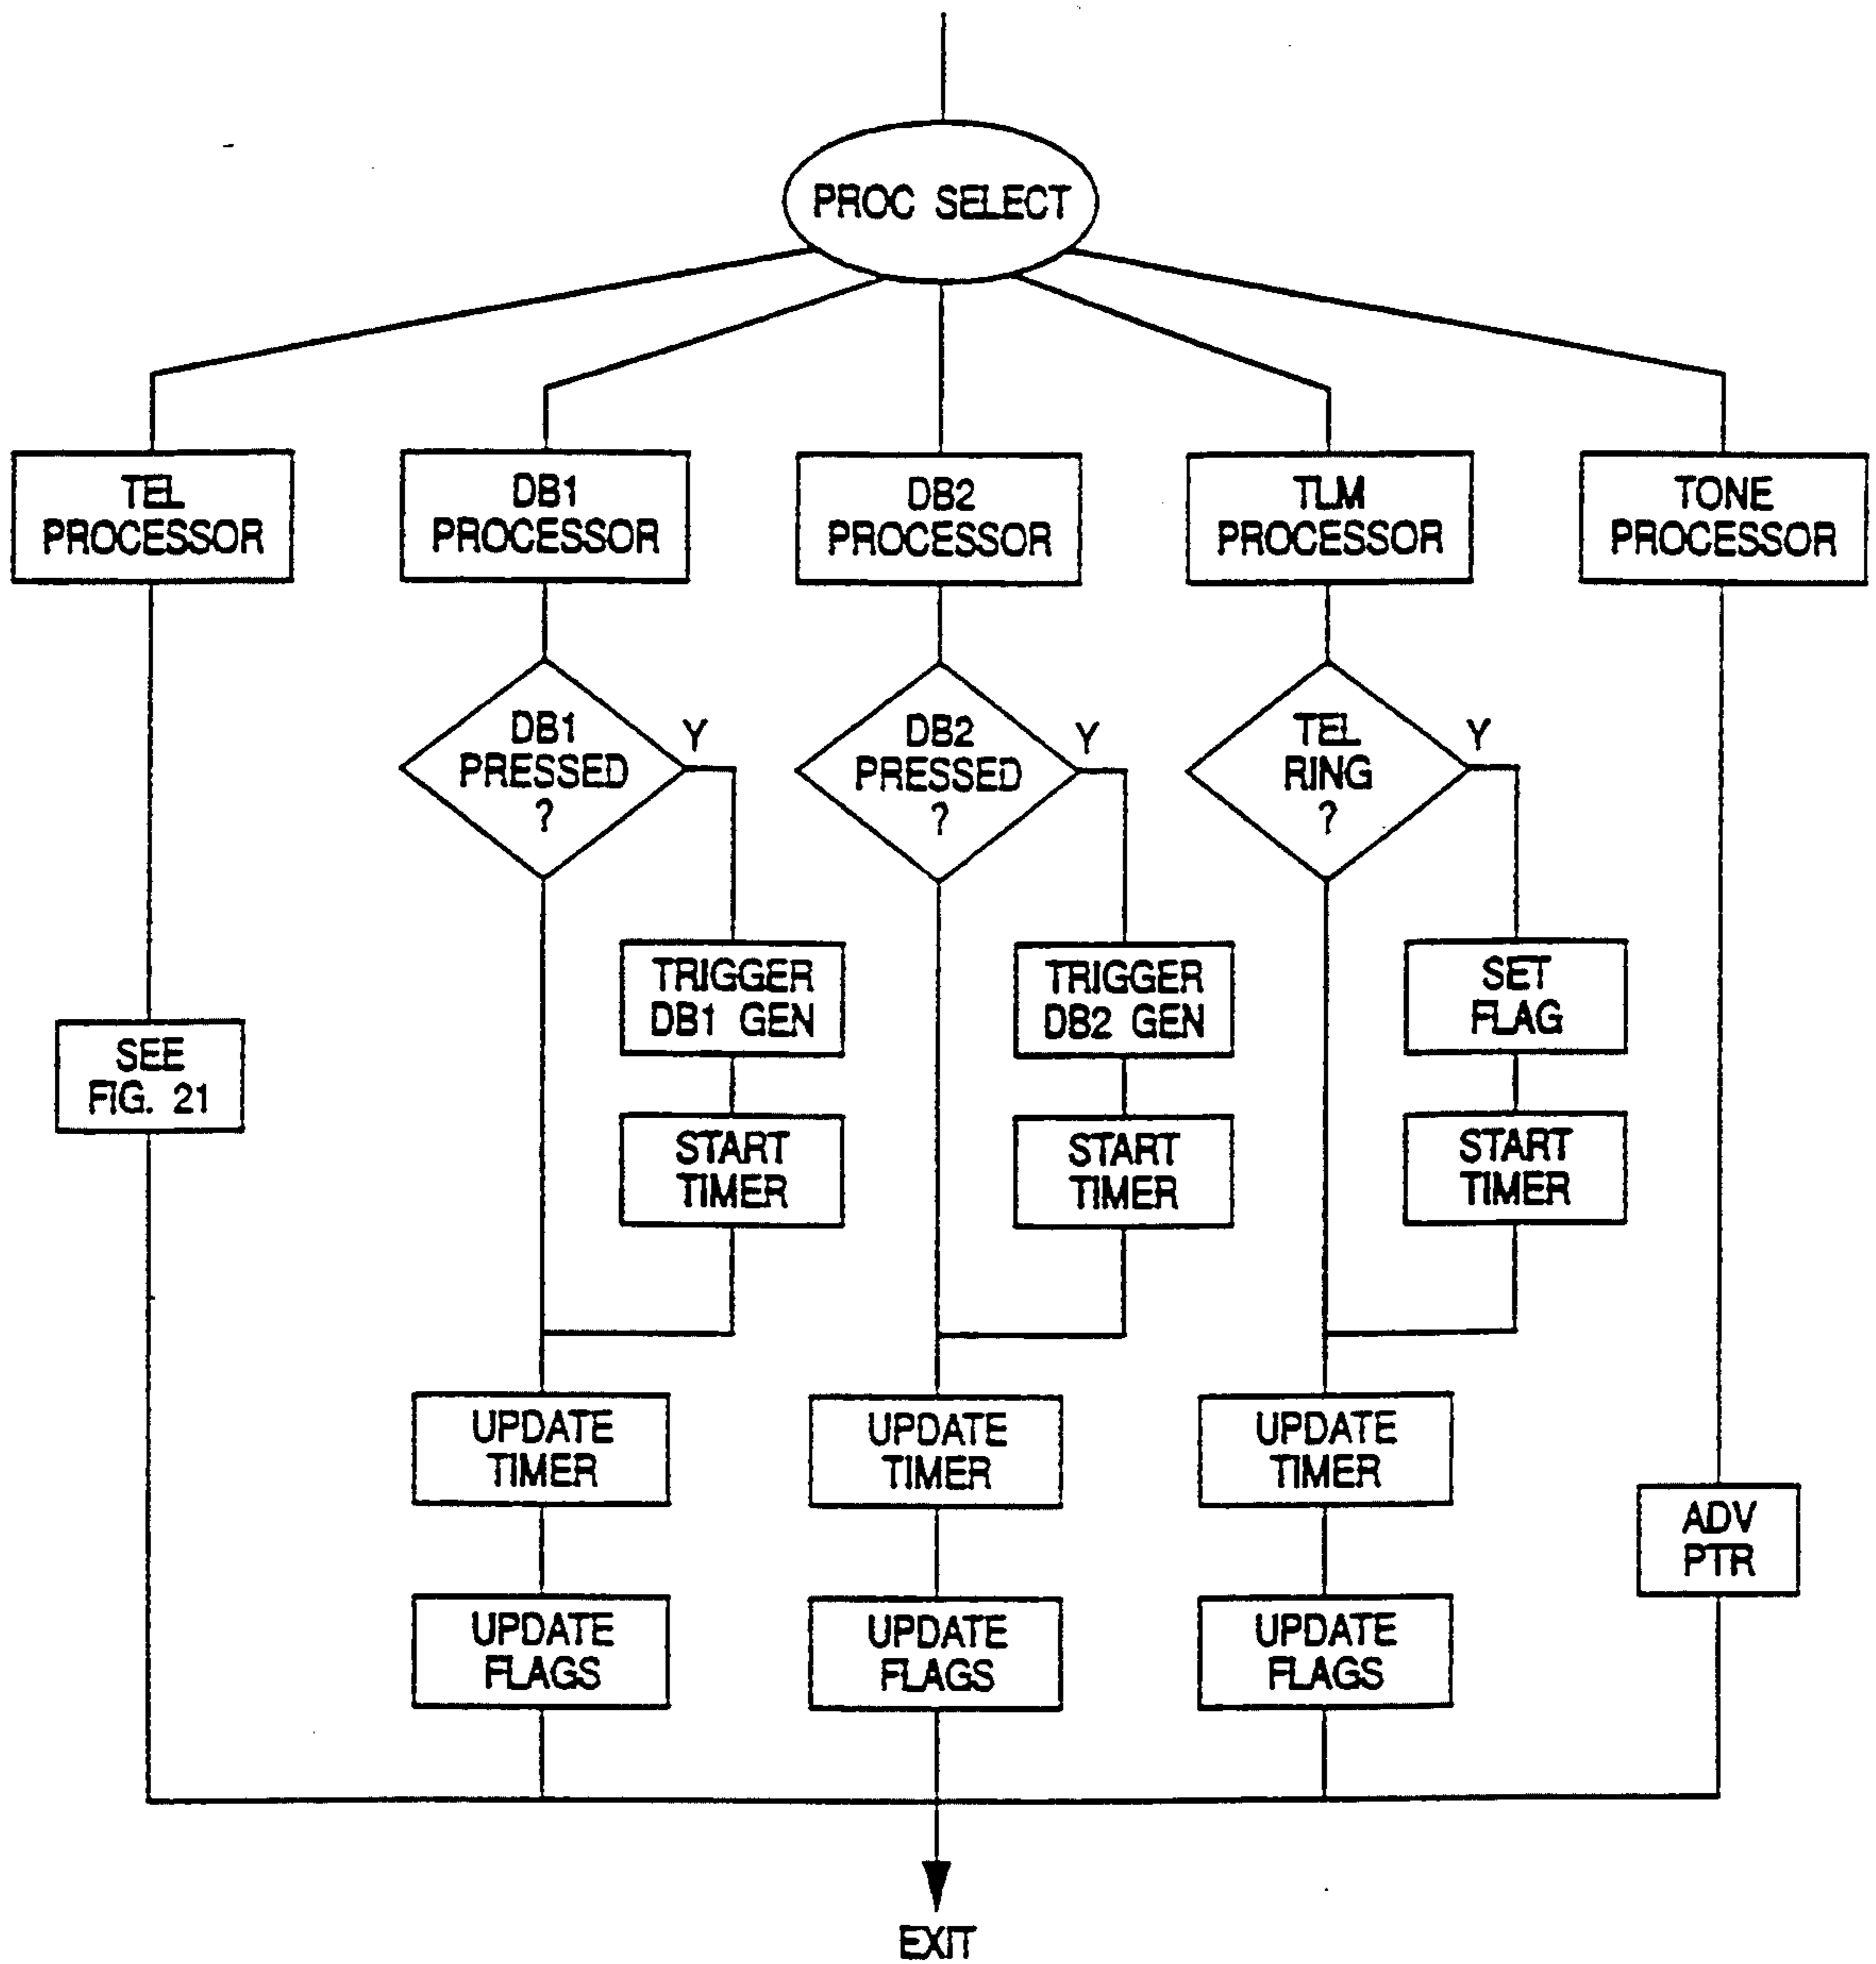 PROC SELECT
TEL
PROCESSOR
DB1
PROCESSOR
DB2
PROCESSOR
TLM
PROCESSOR
TONE
PROCESSOR
DB1
PRESSED
?
Y
DB2
PRESSED
?
Y
TEL
RING
?
Y
TRIGGER
DB1 GEN
TRIGGER
DB2 GEN
SET
FLAG
SEE
FIG. 21
START
TIMER
START
TIMER
START
TIMER
UPDATE
TIMER
UPDATE
TIMER
UPDATE
TIMER
ADV
PTR
UPDATE
FLAGS
UPDATE
FLAGS
UPDATE
FLAGS
EXIT